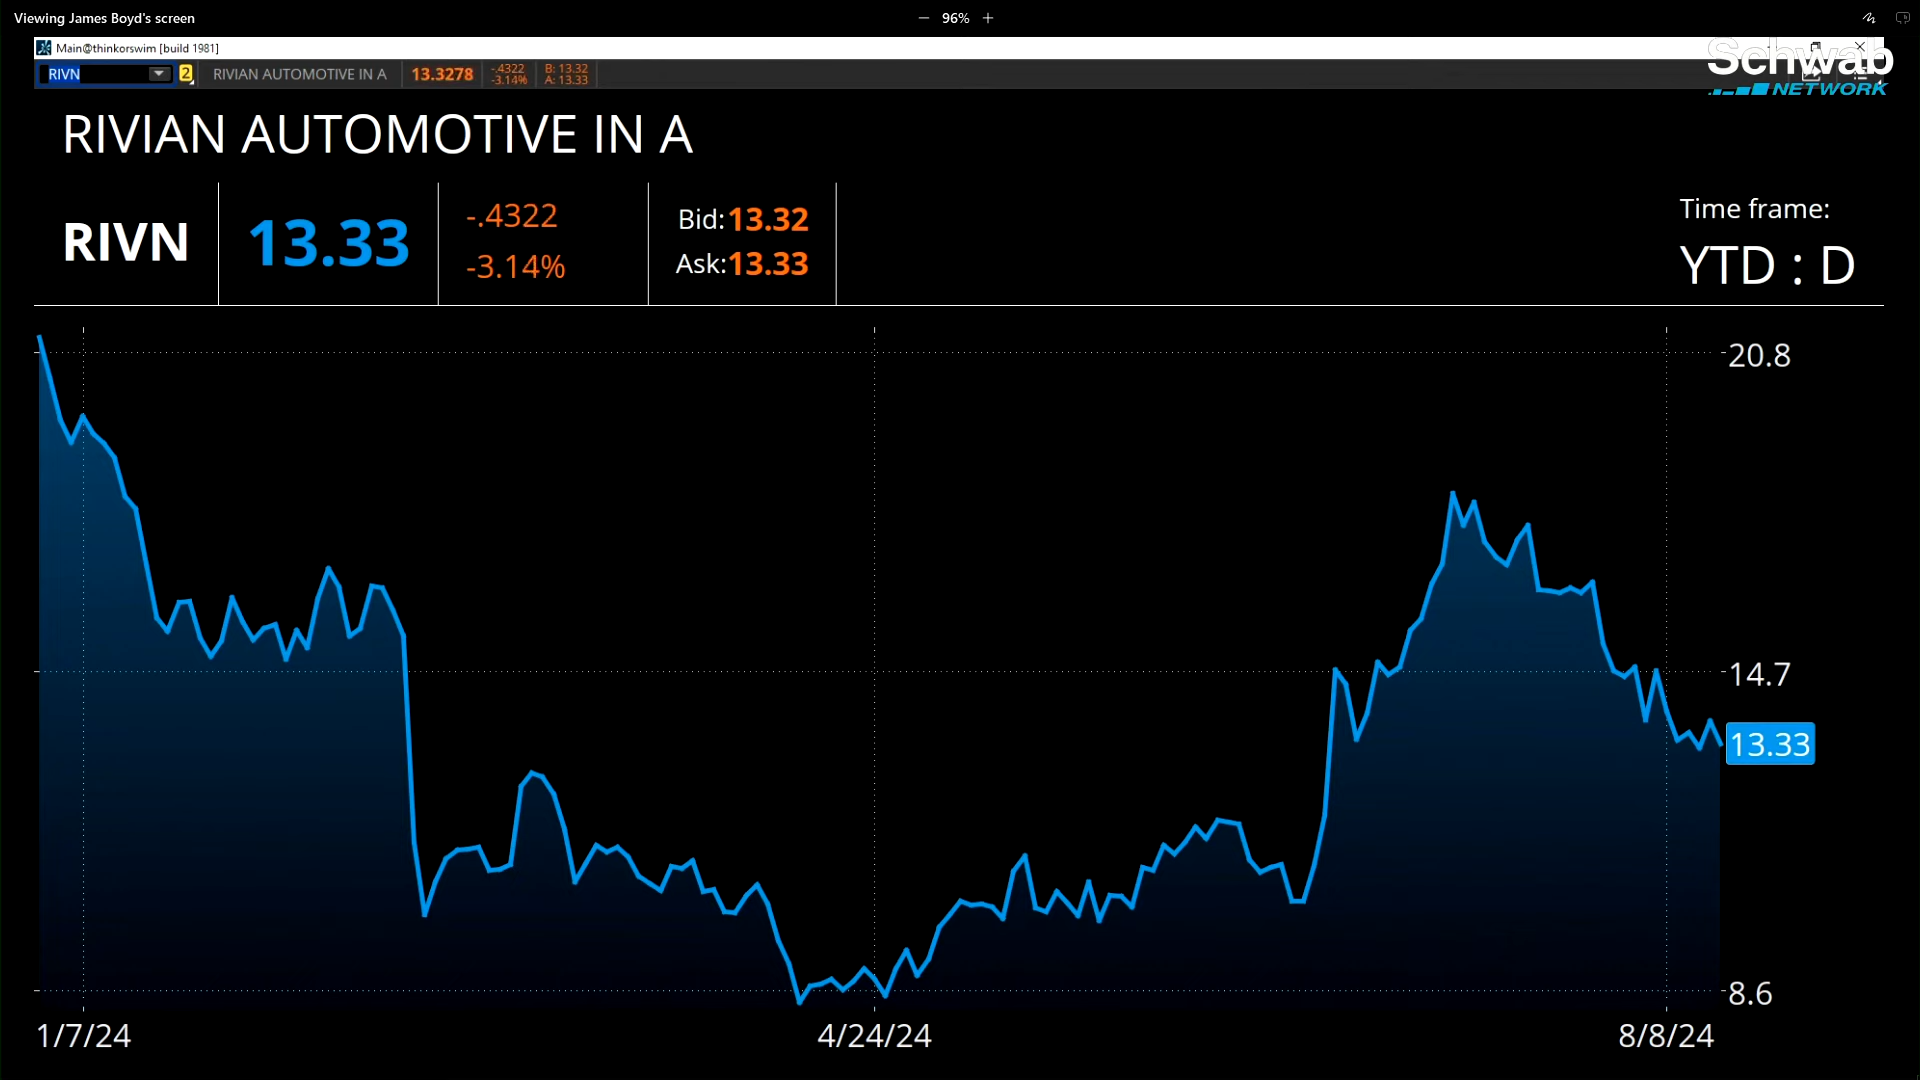 Viewing James Boyd's screen
96%
Main@thinkorswim [build 1981]
Schwab
NETWORK
RIVN
2
RIVIAN AUTOMOTIVE IN A
13.3278
-.4322
-3.14%
B: 13.32
A: 13.33
RIVIAN AUTOMOTIVE IN A
RIVN
13.33
-.4322
-3.14%
Bid:13.32
Ask:13.33
Time frame:
YTD : D
20.8
14.7
13.33
8.6
1/7/24
4/24/24
8/8/24